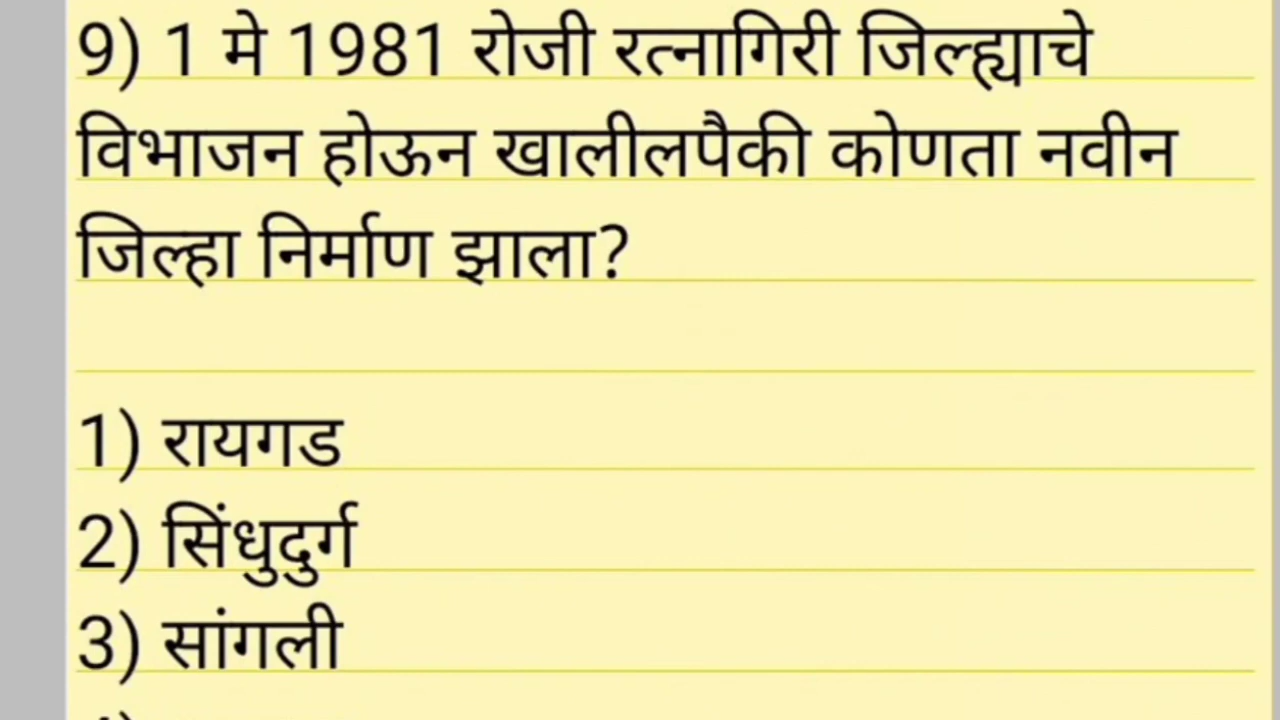 9) 1 मे 1981 रोजी रत्नागिरी जिल्ह्याचे
विभाजन होऊन खालीलपैकी कोणता नवीन
जिल्हा निर्माण झाला?
1) रायगड
2) सिंधुदुर्ग
3) सांगली